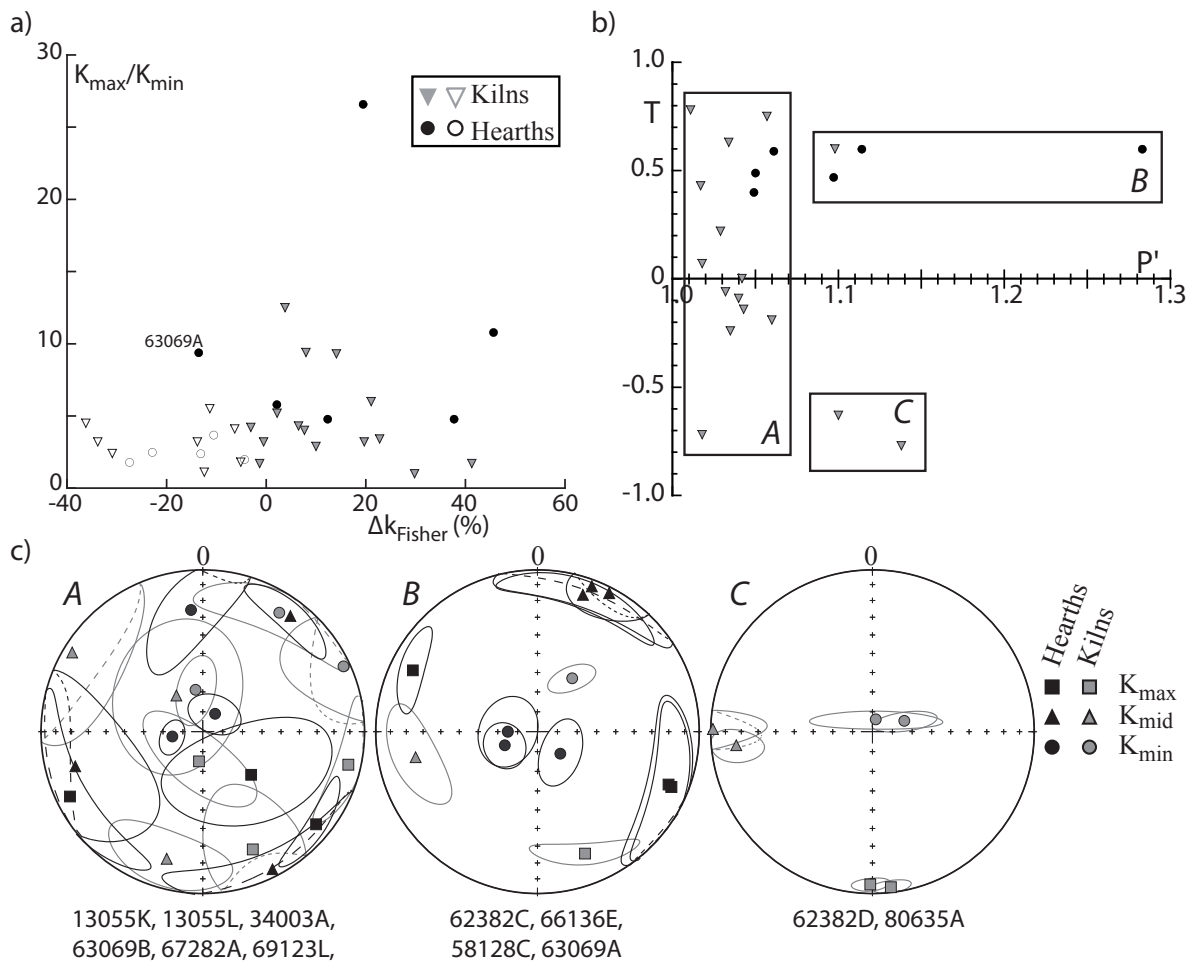 a)
30
Kmax/Kmin
Kilns
Hearths
20
10
63069A
0
-40
-20
0
20
40
60
ΔkFisher (%)
b)
1.0
T
0.5
B
0
P'
1.0
1.1
1.2
1.3
-0.5
A
C
-1.0
c)
0
0
0
A
B
C
Hearths
Kilns
Kmax
Kmid
Kmin
13055K, 13055L, 34003A,
63069B, 67282A, 69123L,
62382C, 66136E,
58128C, 63069A
62382D, 80635A